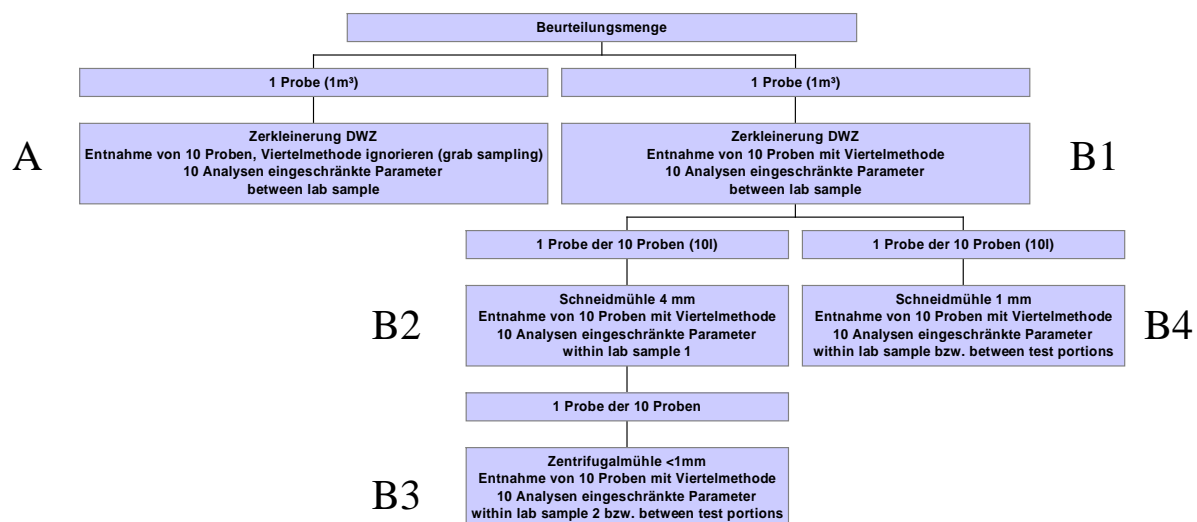 Beurteilungsmenge
1 Probe (1m³)
1 Probe (1m³)
A
Zerkleinerung DWZ
Entnahme von 10 Proben, Viertelmethode ignorieren (grab sampling)
10 Analysen eingeschränkte Parameter
between lab sample
Zerkleinerung DWZ
Entnahme von 10 Proben mit Viertelmethode
10 Analysen eingeschränkte Parameter
between lab sample
B1
1 Probe der 10 Proben (10l)
1 Probe der 10 Proben (10l)
B2
Schneidmühle 4 mm
Entnahme von 10 Proben mit Viertelmethode
10 Analysen eingeschränkte Parameter
within lab sample 1
Schneidmühle 1 mm
Entnahme von 10 Proben mit Viertelmethode
10 Analysen eingeschränkte Parameter
within lab sample bzw. between test portions
B4
1 Probe der 10 Proben
B3
Zentrifugalmühle <1mm
Entnahme von 10 Proben mit Viertelmethode
10 Analysen eingeschränkte Parameter
within lab sample 2 bzw. between test portions